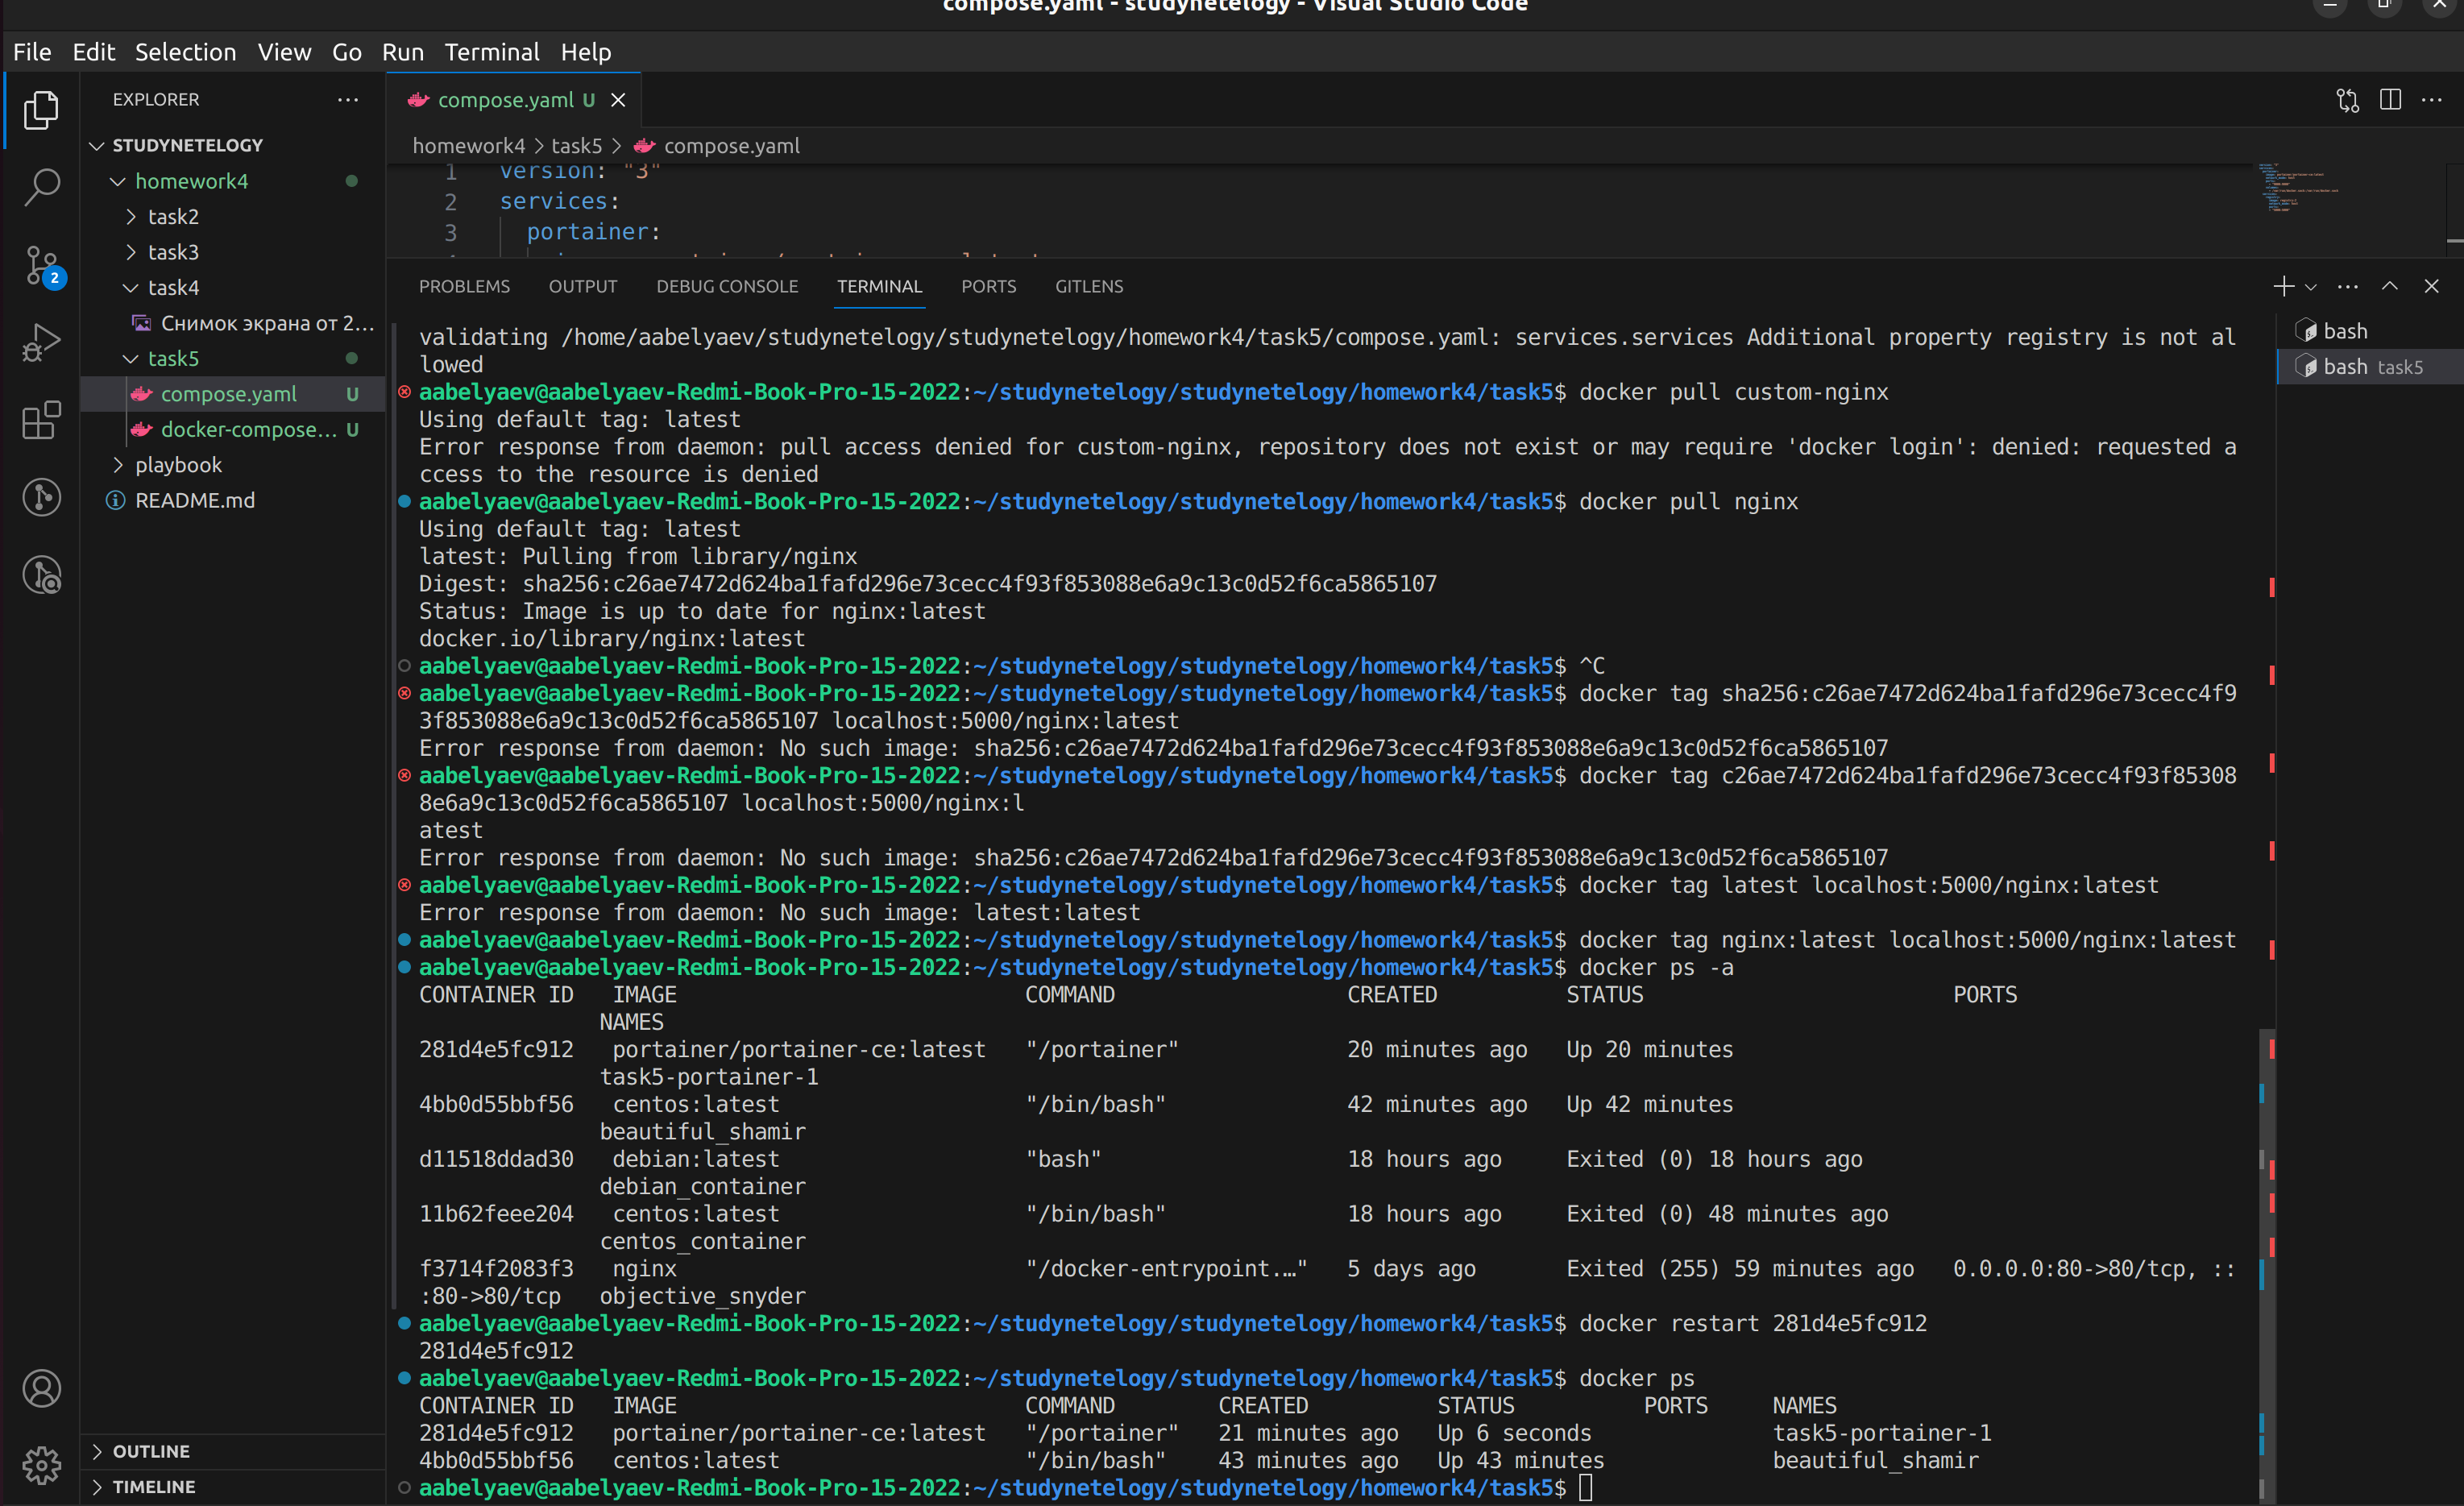 compose.yaml - studynetelogy - Visual Studio Code
File Edit Selection View Go Run Terminal Help
EXPLORER
STUDYNETELOGY
homework4
task2
task3
task4
Снимок экрана от 2...
task5
compose.yaml U
docker-compose... U
playbook
README.md
OUTLINE
TIMELINE
2
compose.yaml U
homework4 > task5 > compose.yaml
1 version: "3"
2 services:
3 portainer:
PROBLEMS OUTPUT DEBUG CONSOLE TERMINAL PORTS GITLENS
bash
bash task5
validating /home/aabelyaev/studynetelogy/studynetelogy/homework4/task5/compose.yaml: services.services Additional property registry is not al
lowed
aabelyaev@aabelyaev-Redmi-Book-Pro-15-2022:~/studynetelogy/studynetelogy/homework4/task5$ docker pull custom-nginx
Using default tag: latest
Error response from daemon: pull access denied for custom-nginx, repository does not exist or may require 'docker login': denied: requested a
ccess to the resource is denied
aabelyaev@aabelyaev-Redmi-Book-Pro-15-2022:~/studynetelogy/studynetelogy/homework4/task5$ docker pull nginx
Using default tag: latest
latest: Pulling from library/nginx
Digest: sha256:c26ae7472d624ba1fafd296e73cecc4f93f853088e6a9c13c0d52f6ca5865107
Status: Image is up to date for nginx:latest
docker.io/library/nginx:latest
aabelyaev@aabelyaev-Redmi-Book-Pro-15-2022:~/studynetelogy/studynetelogy/homework4/task5$ ^C
aabelyaev@aabelyaev-Redmi-Book-Pro-15-2022:~/studynetelogy/studynetelogy/homework4/task5$ docker tag sha256:c26ae7472d624ba1fafd296e73cecc4f9
3f853088e6a9c13c0d52f6ca5865107 localhost:5000/nginx:latest
Error response from daemon: No such image: sha256:c26ae7472d624ba1fafd296e73cecc4f93f853088e6a9c13c0d52f6ca5865107
aabelyaev@aabelyaev-Redmi-Book-Pro-15-2022:~/studynetelogy/studynetelogy/homework4/task5$ docker tag c26ae7472d624ba1fafd296e73cecc4f93f85308
8e6a9c13c0d52f6ca5865107 localhost:5000/nginx:l
atest
Error response from daemon: No such image: sha256:c26ae7472d624ba1fafd296e73cecc4f93f853088e6a9c13c0d52f6ca5865107
aabelyaev@aabelyaev-Redmi-Book-Pro-15-2022:~/studynetelogy/studynetelogy/homework4/task5$ docker tag latest localhost:5000/nginx:latest
Error response from daemon: No such image: latest:latest
aabelyaev@aabelyaev-Redmi-Book-Pro-15-2022:~/studynetelogy/studynetelogy/homework4/task5$ docker tag nginx:latest localhost:5000/nginx:latest
aabelyaev@aabelyaev-Redmi-Book-Pro-15-2022:~/studynetelogy/studynetelogy/homework4/task5$ docker ps -a
CONTAINER ID IMAGE COMMAND CREATED STATUS PORTS
NAMES
281d4e5fc912 portainer/portainer-ce:latest "/portainer" 20 minutes ago Up 20 minutes
task5-portainer-1
4bb0d55bbf56 centos:latest "/bin/bash" 42 minutes ago Up 42 minutes
beautiful_shamir
d11518ddad30 debian:latest "bash" 18 hours ago Exited (0) 18 hours ago
debian_container
11b62feee204 centos:latest "/bin/bash" 18 hours ago Exited (0) 48 minutes ago
centos_container
f3714f2083f3 nginx "/docker-entrypoint.…" 5 days ago Exited (255) 59 minutes ago 0.0.0.0:80->80/tcp, ::
:80->80/tcp objective_snyder
aabelyaev@aabelyaev-Redmi-Book-Pro-15-2022:~/studynetelogy/studynetelogy/homework4/task5$ docker restart 281d4e5fc912
281d4e5fc912
aabelyaev@aabelyaev-Redmi-Book-Pro-15-2022:~/studynetelogy/studynetelogy/homework4/task5$ docker ps
CONTAINER ID IMAGE COMMAND CREATED STATUS PORTS NAMES
281d4e5fc912 portainer/portainer-ce:latest "/portainer" 21 minutes ago Up 6 seconds task5-portainer-1
4bb0d55bbf56 centos:latest "/bin/bash" 43 minutes ago Up 43 minutes beautiful_shamir
aabelyaev@aabelyaev-Redmi-Book-Pro-15-2022:~/studynetelogy/studynetelogy/homework4/task5$